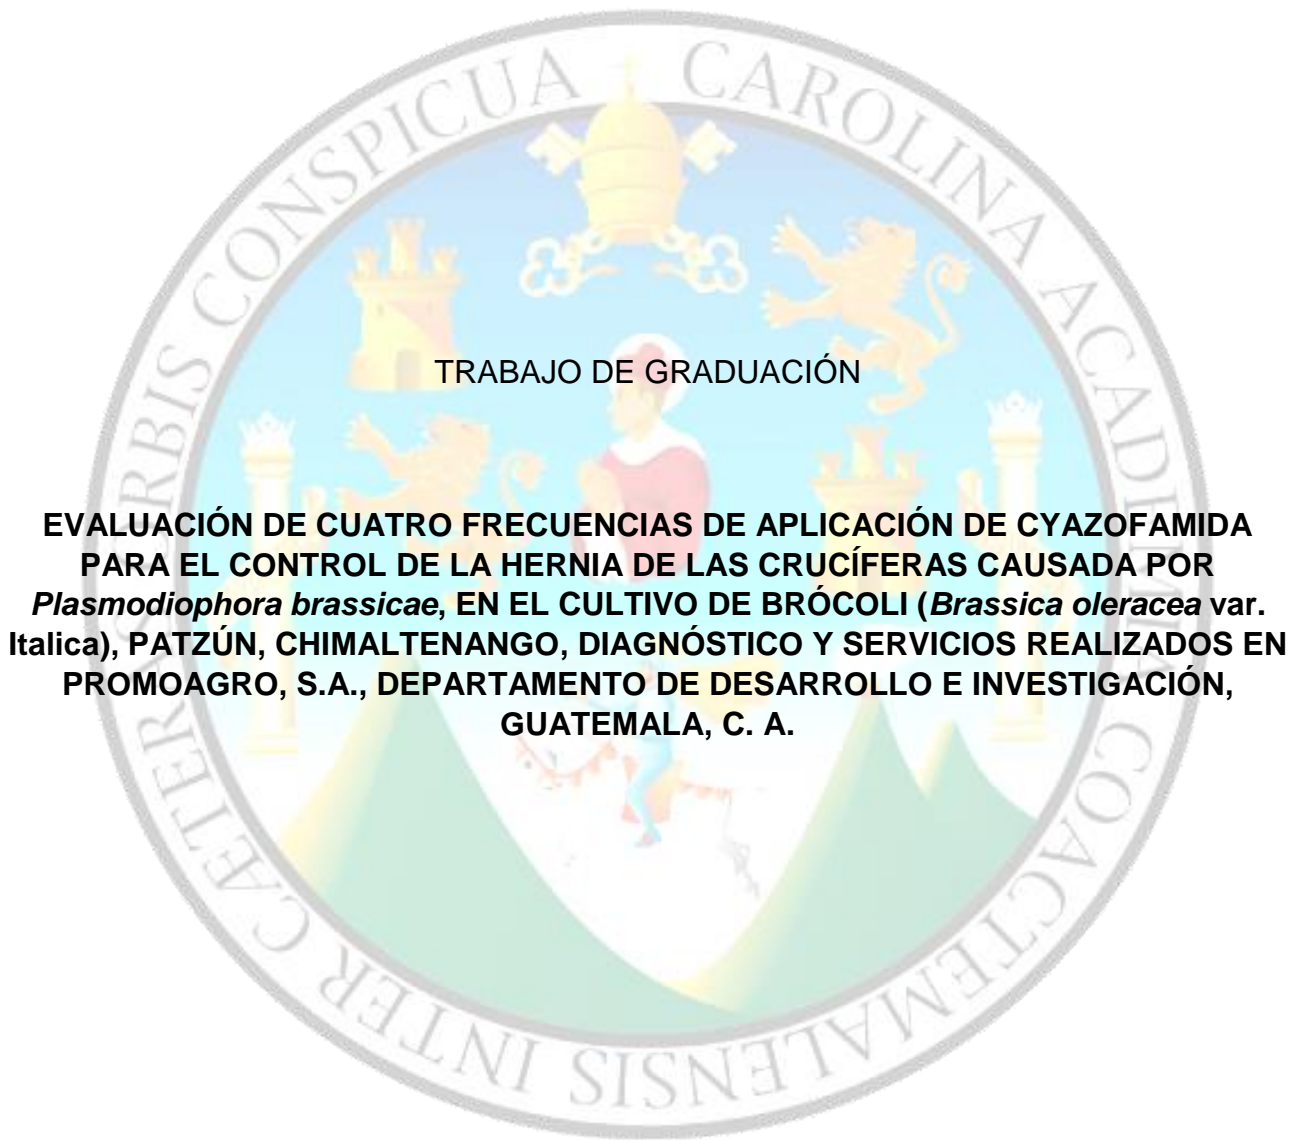 TRABAJO DE GRADUACIÓN
EVALUACIÓN DE CUATRO FRECUENCIAS DE APLICACIÓN DE CYAZOFAMIDA
PARA EL CONTROL DE LA HERNIA DE LAS CRUCÍFERAS CAUSADA POR
Plasmodiophora brassicae, EN EL CULTIVO DE BRÓCOLI (Brassica oleracea var.
Italica), PATZÚN, CHIMALTENANGO, DIAGNÓSTICO Y SERVICIOS REALIZADOS EN
PROMOAGRO, S.A., DEPARTAMENTO DE DESARROLLO E INVESTIGACIÓN,
GUATEMALA, C. A.
CAROLINA ACADEMIA COACTEMALENSIS INTER CÆTERAS ORBIS CONSPICUA